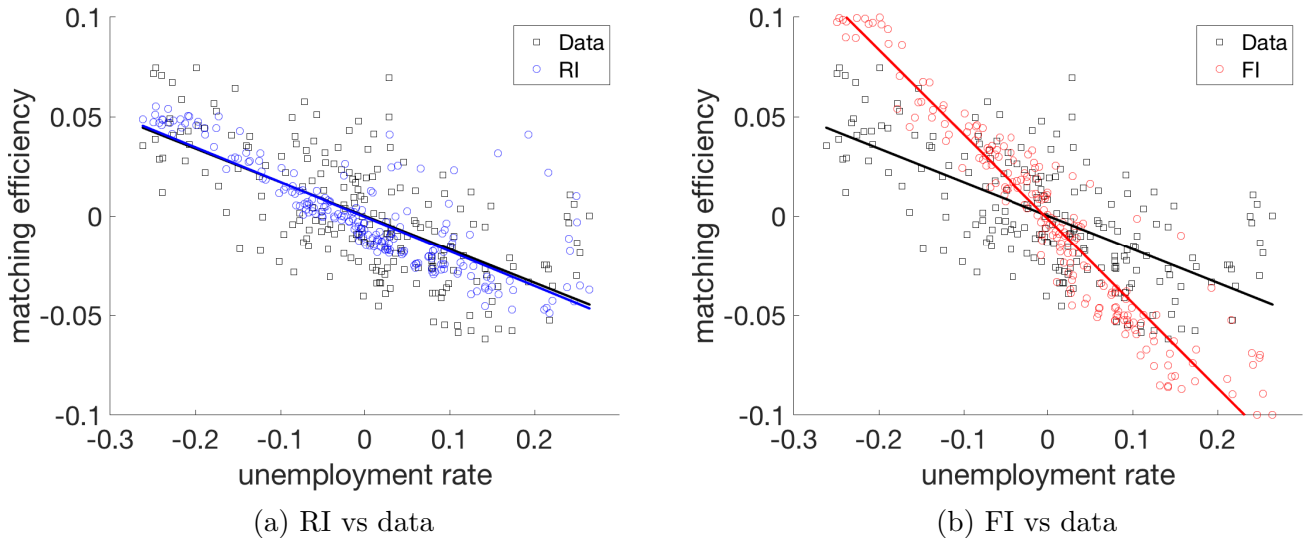 0.1
0.05
0
-0.05
-0.1
-0.3
-0.2
-0.1
0
0.1
0.2
matching efficiency
unemployment rate
Data
RI
(a) RI vs data
0.1
0.05
0
-0.05
-0.1
-0.3
-0.2
-0.1
0
0.1
0.2
matching efficiency
unemployment rate
Data
FI
(b) FI vs data